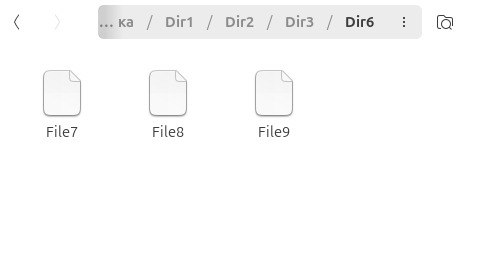 ... ка / Dir1 / Dir2 / Dir3 / Dir6
File7 File8 File9